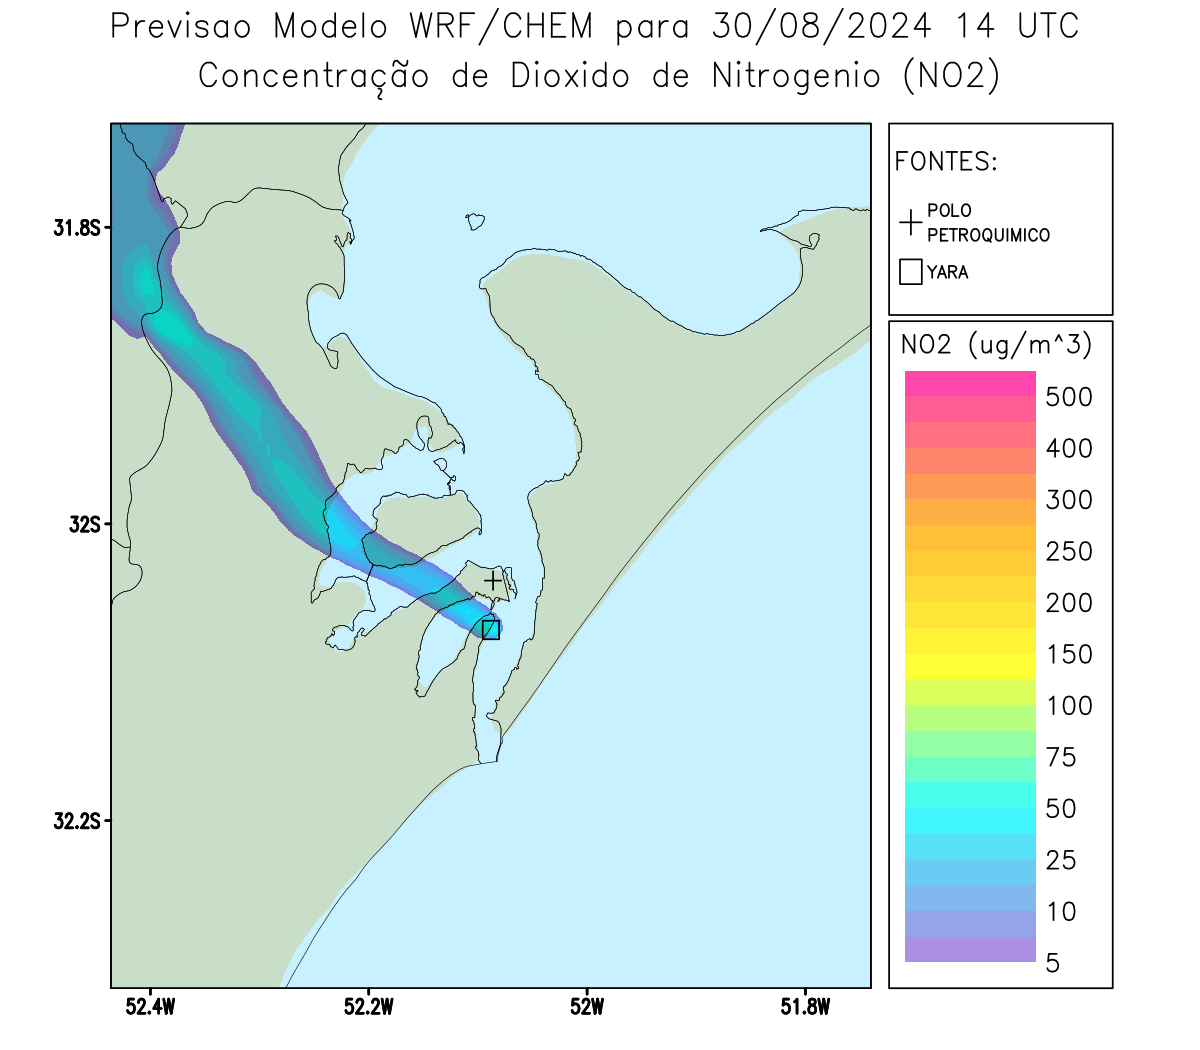 Previsao Modelo WRF/CHEM para 30/08/2024 14 UTC
Concentração de Dioxido de Nitrogenio (NO2)
FONTES:
POLO
PETROQUIMICO
YARA
NO2 (ug/m^3)
500
400
300
250
200
150
100
75
50
25
10
5
31.8S
32S
32.2S
52.4W
52.2W
52W
51.8W